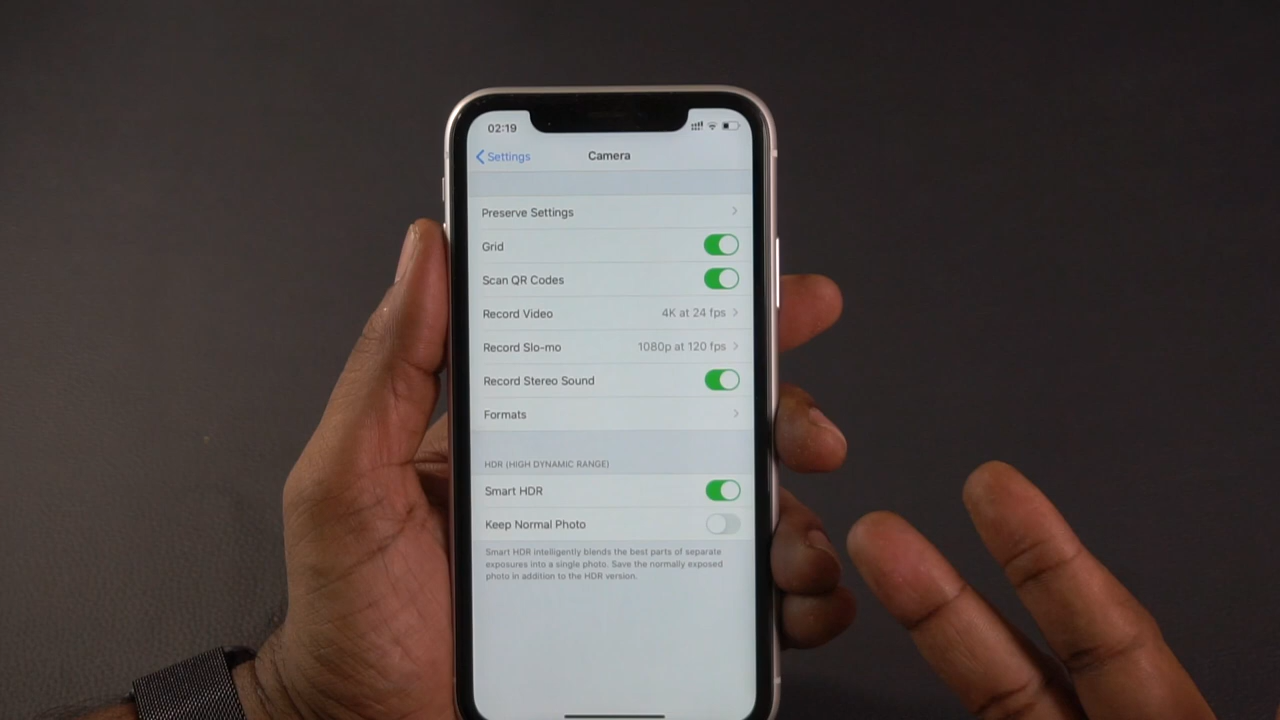 02:19
Settings
Camera
Preserve Settings
Grid
Scan QR Codes
Record Video 4K at 24 fps
Record Slo-mo 1080p at 120 fps
Record Stereo Sound
Formats
HDR (HIGH DYNAMIC RANGE)
Smart HDR
Keep Normal Photo
Smart HDR intelligently blends the best parts of separate
exposures into a single photo. Save the normally exposed
photo in addition to the HDR version.